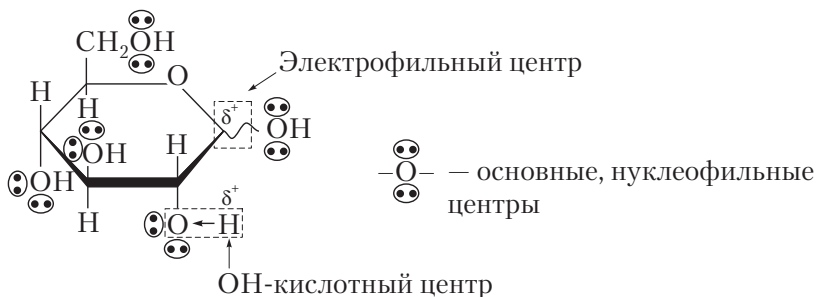 CH₂OH
Электрофильный центр
O
H
H
δ⁺
OH
OH
H
–O– — основные, нуклеофильные
центры
OH
δ⁺
H
O
H
OH-кислотный центр